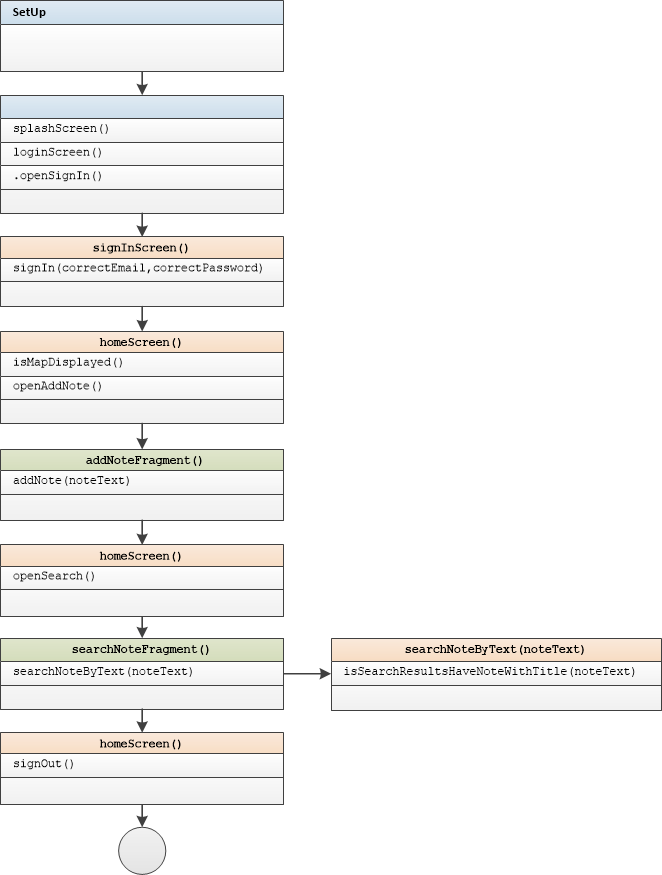 SetUp
splashScreen()
loginScreen()
.openSignIn()
signInScreen()
signIn(correctEmail,correctPassword)
homeScreen()
isMapDisplayed()
openAddNote()
addNoteFragment()
addNote(noteText)
homeScreen()
openSearch()
searchNoteFragment()
searchNoteByText(noteText)
searchNoteByText(noteText)
isSearchResultsHaveNoteWithTitle(noteText)
homeScreen()
signOut()